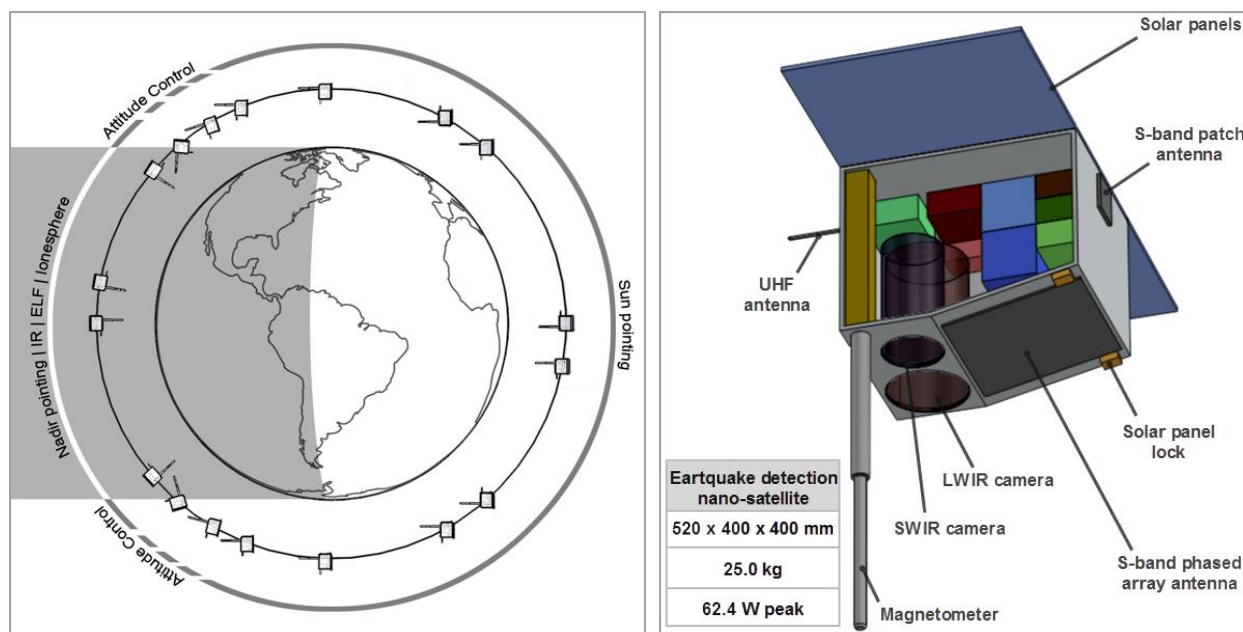 Attitude Control
Nadir pointing | IR | ELF | Ionesphere
Attitude Control
Sun pointing
Solar panels
S-band patch
antenna
UHF
antenna
Solar panel
lock
LWIR camera
SWIR camera
S-band phased
array antenna
Magnetometer
Eartquake detection
nano-satellite
520 x 400 x 400 mm
25.0 kg
62.4 W peak